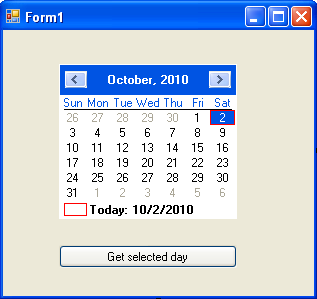 Form1
October, 2010
Sun Mon Tue Wed Thu Fri Sat
26 27 28 29 30 1 2
3 4 5 6 7 8 9
10 11 12 13 14 15 16
17 18 19 20 21 22 23
24 25 26 27 28 29 30
31 1 2 3 4 5 6
Today: 10/2/2010
Get selected day